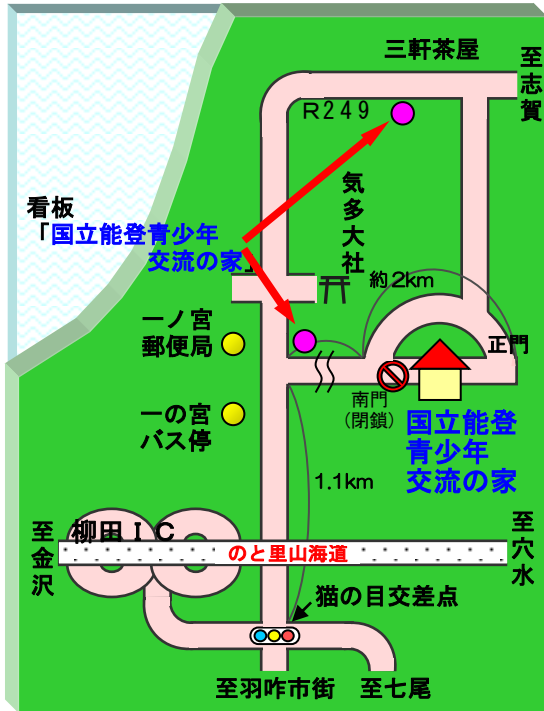 三軒茶屋
至志賀
R249
気多大社
看板
「国立能登青少年
交流の家」
約2km
一ノ宮
郵便局
正門
南門
(閉鎖)
国立能登
青少年
交流の家
一の宮
バス停
1.1km
至金沢
柳田IC
のと里山海道
至穴水
猫の目交差点
至羽咋市街
至七尾